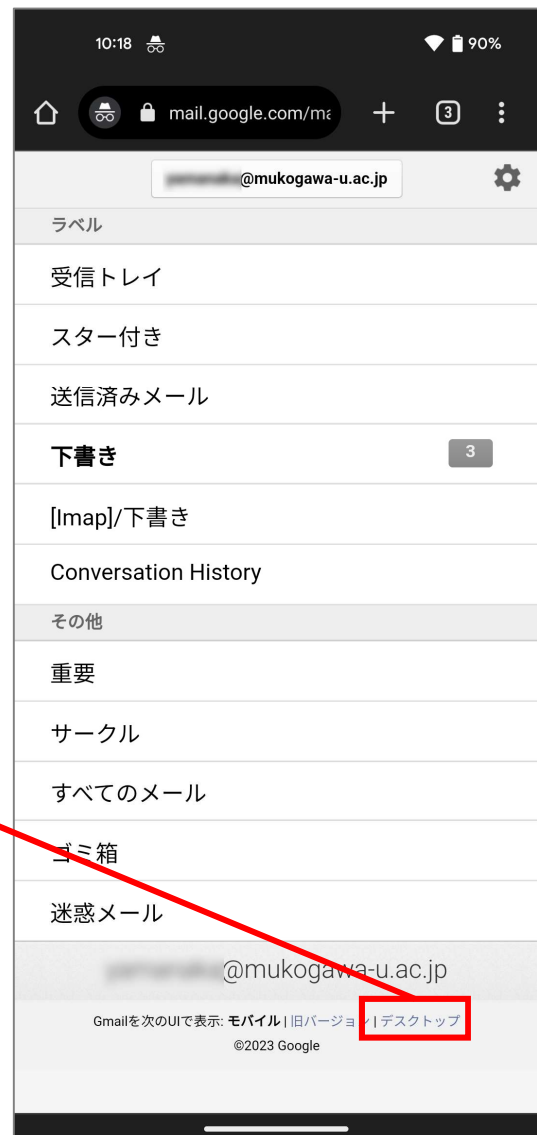 10:18 90%
mail.google.com/ma 3
@mukogawa-u.ac.jp
ラベル
受信トレイ
スター付き
送信済みメール
下書き 3
[Imap]/下書き
Conversation History
その他
重要
サークル
すべてのメール
ゴミ箱
迷惑メール
@mukogawa-u.ac.jp
Gmailを次のUIで表示: モバイル | 旧バージョン | デスクトップ
©2023 Google